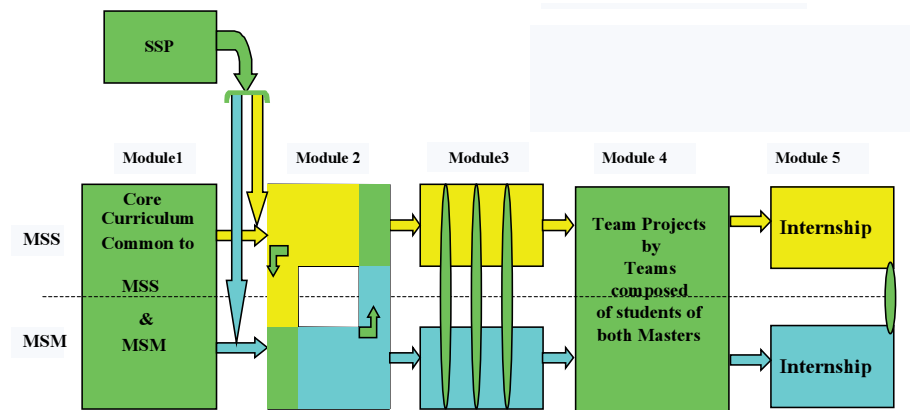 SSP
Module1
Module 2
Module3
Module 4
Module 5
MSS
MSM
Core
Curriculum
Common to
MSS
&
MSM
Team Projects
by
Teams
composed
of students of
both Masters
Internship
Internship